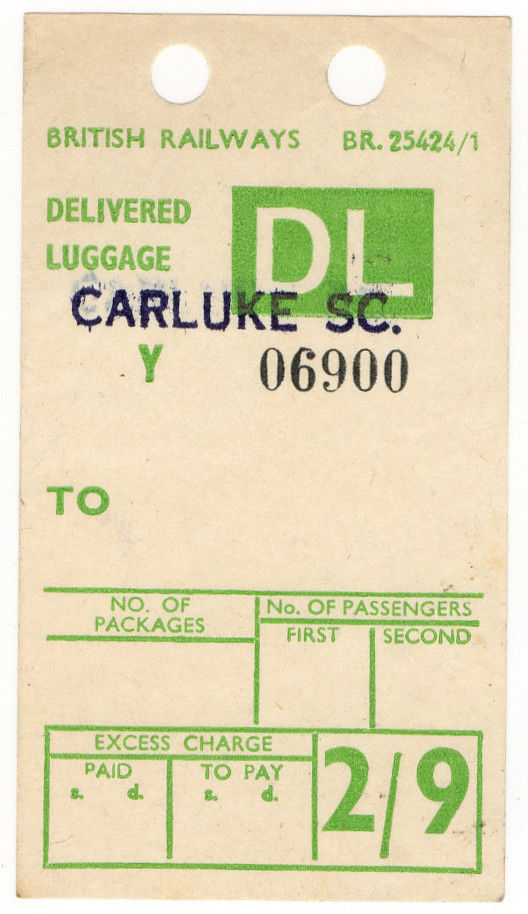 BRITISH RAILWAYS BR. 25424/1
DELIVERED LUGGAGE DL
CARLUKE SC.
Y 06900
TO
NO. OF PACKAGES
No. OF PASSENGERS
FIRST SECOND
EXCESS CHARGE
PAID TO PAY
s. d. s. d.
2/9